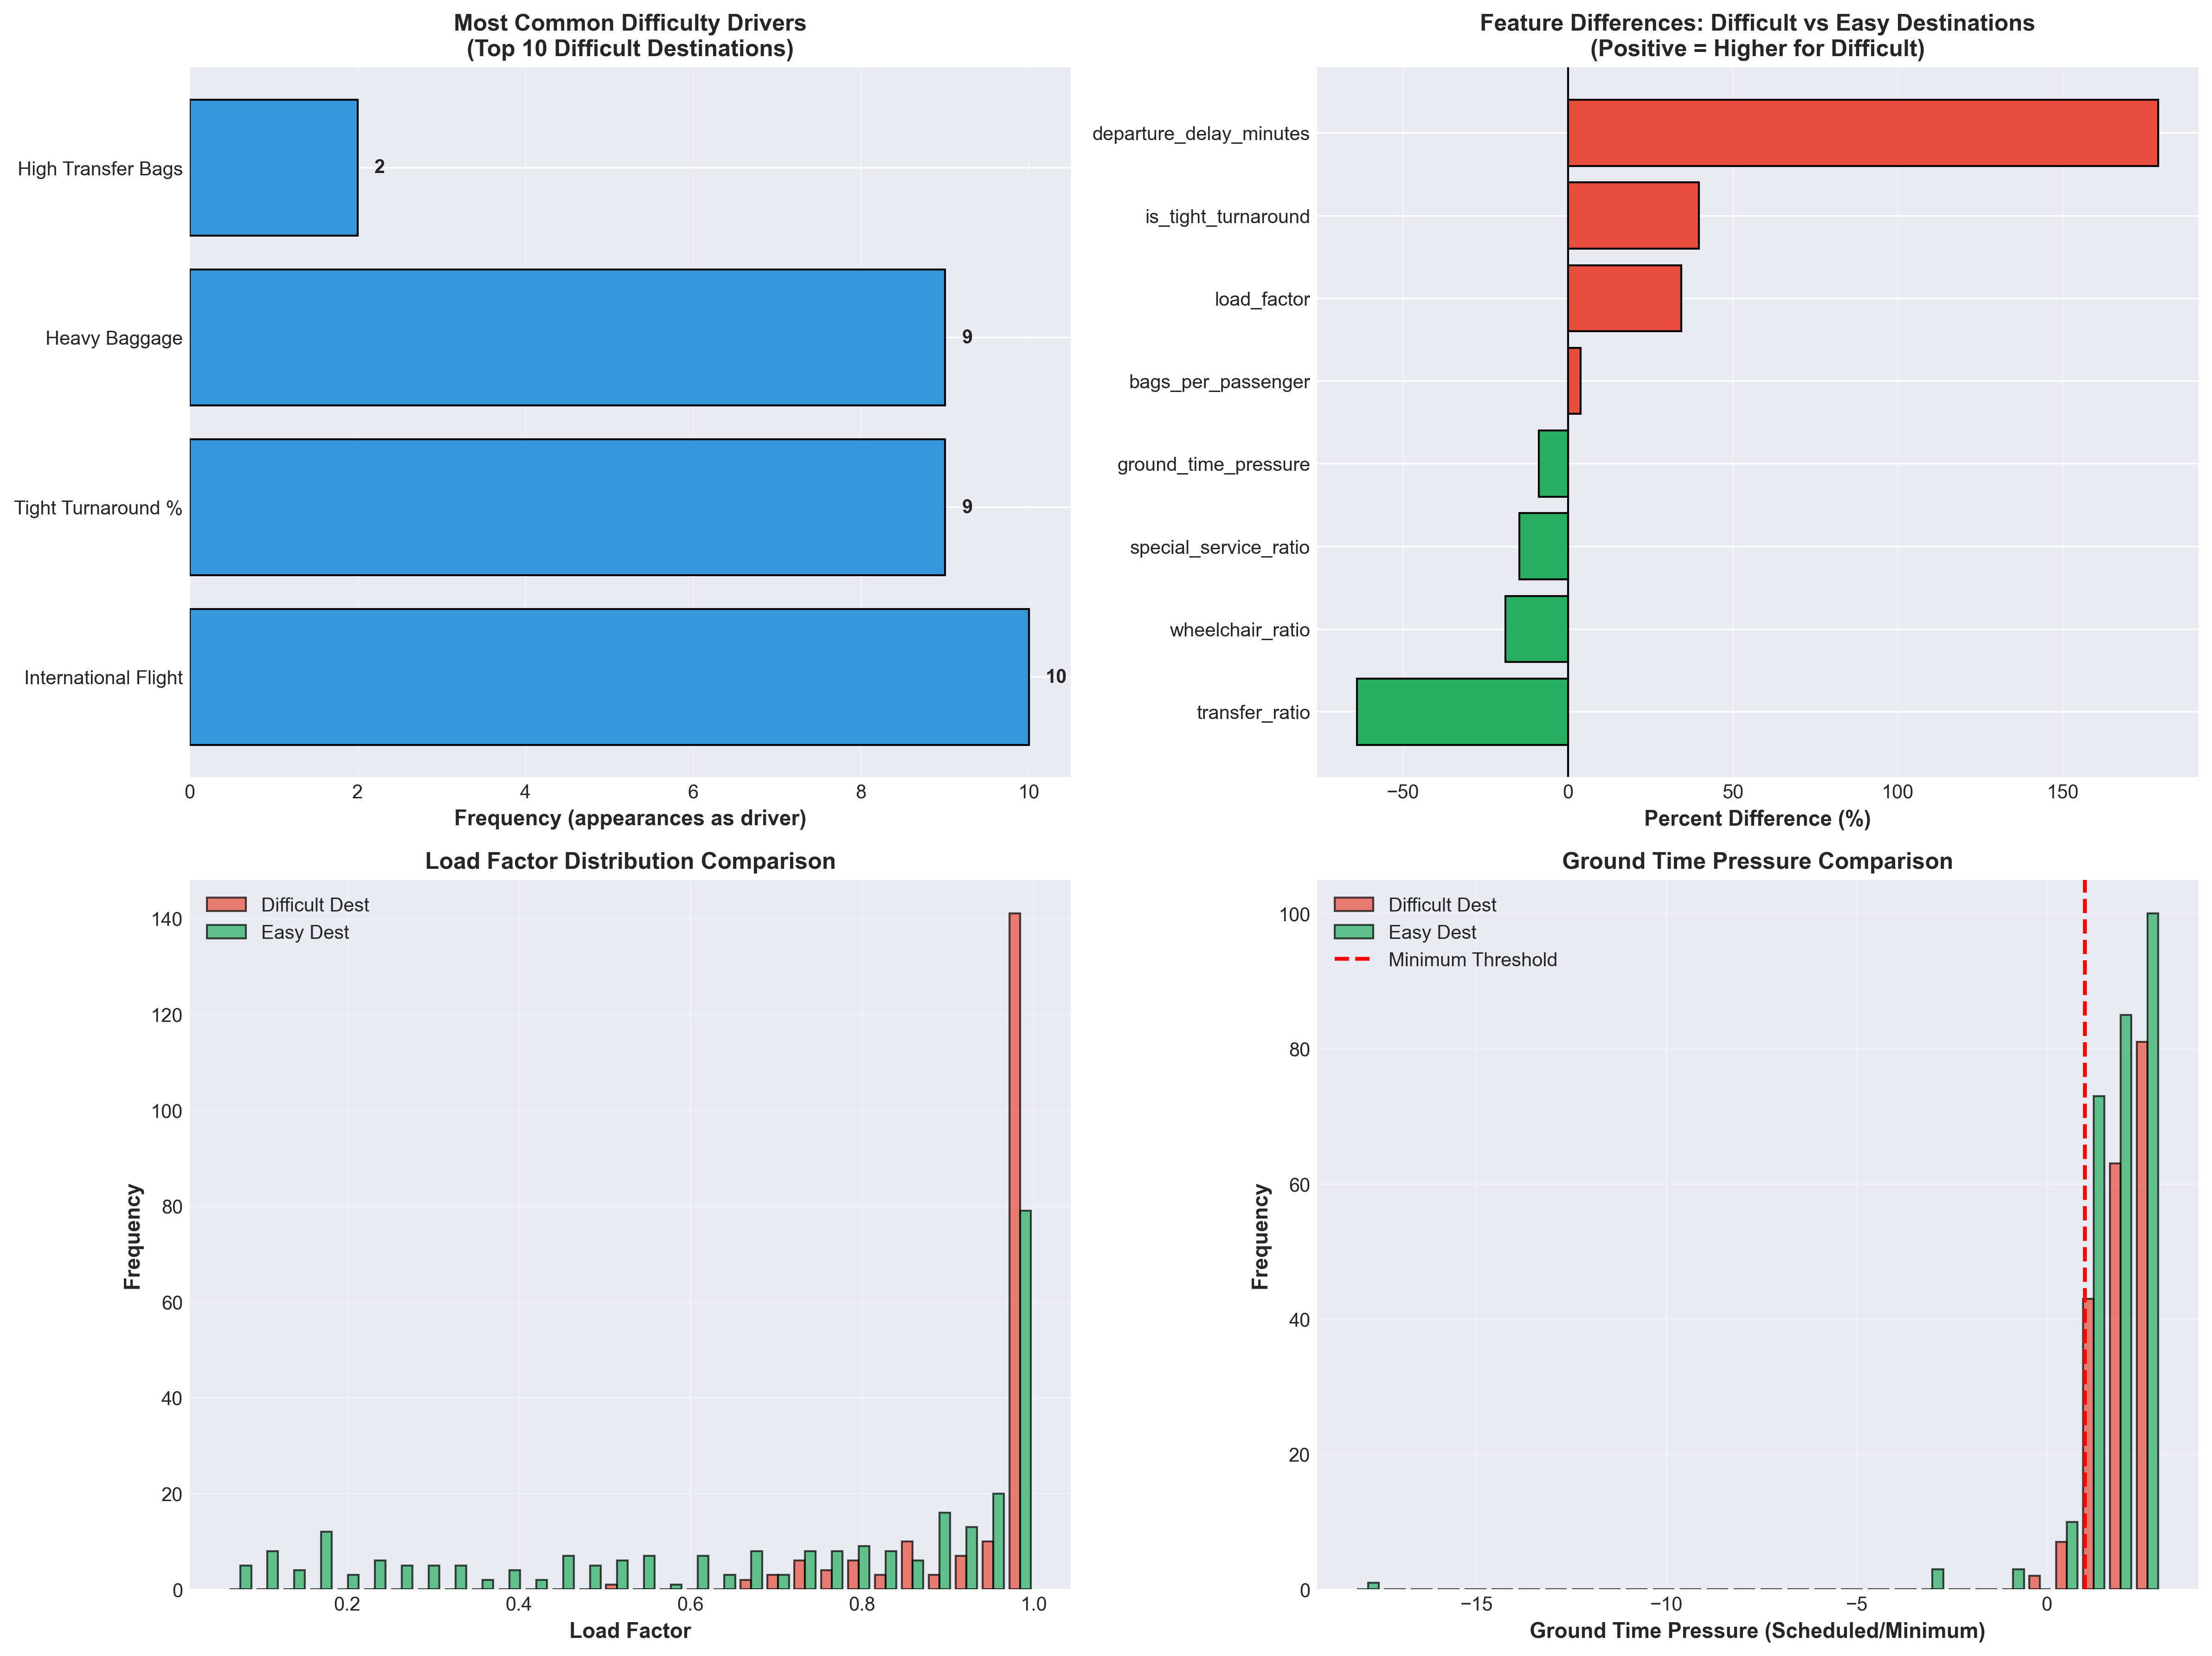 Most Common Difficulty Drivers
(Top 10 Difficult Destinations)
High Transfer Bags
2
Heavy Baggage
9
Tight Turnaround %
9
International Flight
10
0 2 4 6 8 10
Frequency (appearances as driver)
Feature Differences: Difficult vs Easy Destinations
(Positive = Higher for Difficult)
departure_delay_minutes
is_tight_turnaround
load_factor
bags_per_passenger
ground_time_pressure
special_service_ratio
wheelchair_ratio
transfer_ratio
−50 0 50 100 150
Percent Difference (%)
Load Factor Distribution Comparison
Difficult Dest
Easy Dest
140
120
100
80
60
40
20
0
Frequency
0.2 0.4 0.6 0.8 1.0
Load Factor
Ground Time Pressure Comparison
Difficult Dest
Easy Dest
Minimum Threshold
100
80
60
40
20
0
Frequency
−15 −10 −5 0
Ground Time Pressure (Scheduled/Minimum)